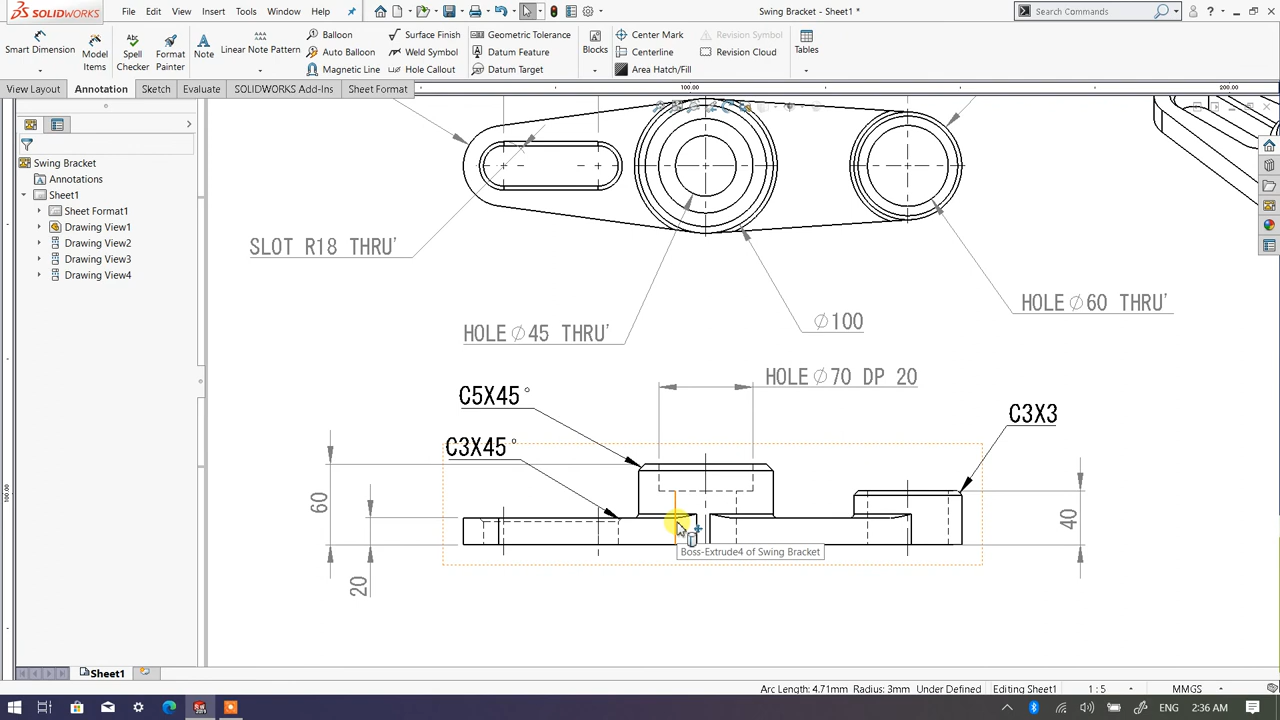 SOLIDWORKS
File Edit View Insert Tools Window Help
Swing Bracket - Sheet1 *
Search Commands
Smart Dimension
Model Items
Spell Checker
Format Painter
Note
Linear Note Pattern
Balloon
Auto Balloon
Magnetic Line
Surface Finish
Weld Symbol
Hole Callout
Geometric Tolerance
Datum Feature
Datum Target
Blocks
Center Mark
Centerline
Area Hatch/Fill
Revision Symbol
Revision Cloud
Tables
View Layout Annotation Sketch Evaluate SOLIDWORKS Add-Ins Sheet Format
100.00
200.00
Swing Bracket
Annotations
Sheet1
Sheet Format1
Drawing View1
Drawing View2
Drawing View3
Drawing View4
SLOT R18 THRU'
HOLE∅45 THRU'
∅100
HOLE∅60 THRU'
HOLE∅70 DP 20
C5X45°
C3X45°
C3X3
60
20
40
100.00
Boss-Extrude4 of Swing Bracket
Sheet1
Arc Length: 4.71mm Radius: 3mm Under Defined Editing Sheet1 1 : 5 MMGS
ENG 2:36 AM